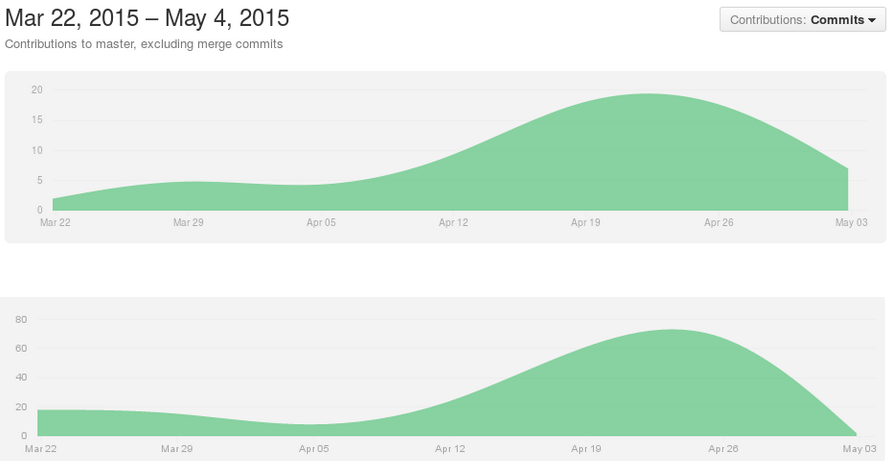 Mar 22, 2015 – May 4, 2015
Contributions: Commits
Contributions to master, excluding merge commits
20
15
10
5
0
Mar 22 Mar 29 Apr 05 Apr 12 Apr 19 Apr 26 May 03
80
60
40
20
0
Mar 22 Mar 29 Apr 05 Apr 12 Apr 19 Apr 26 May 03